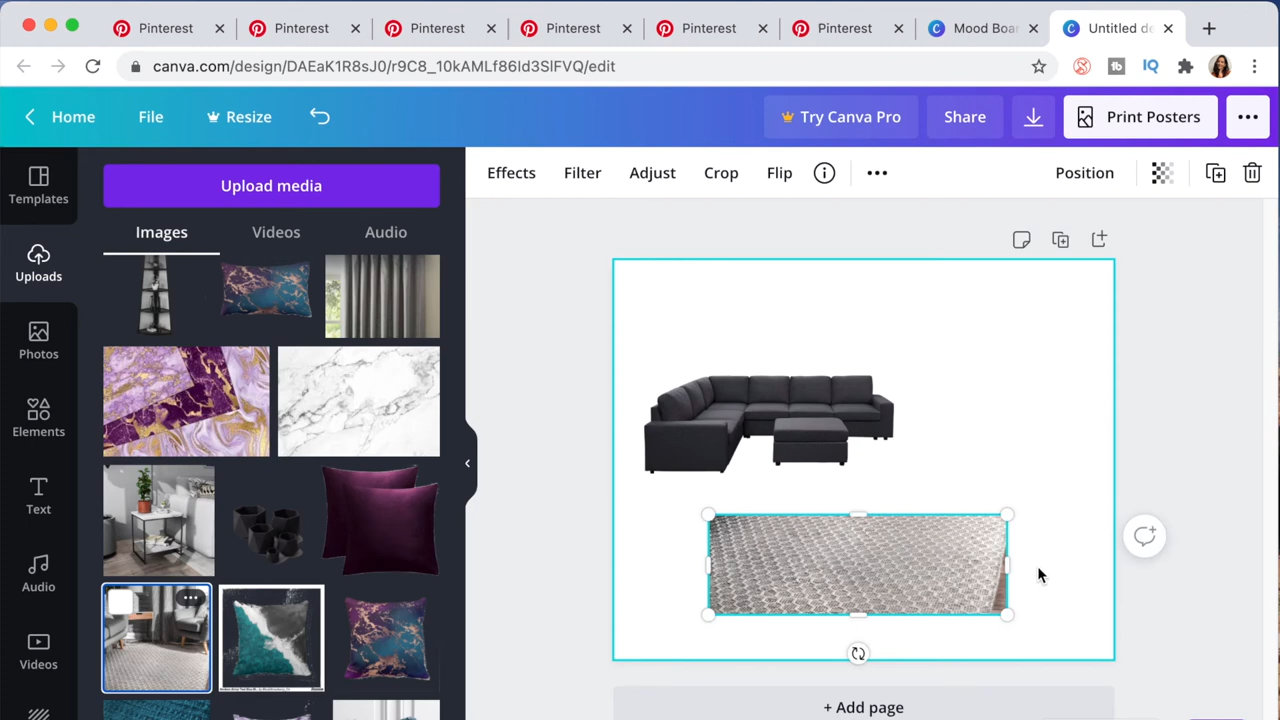 Pinterest Pinterest Pinterest Pinterest Pinterest Pinterest Mood Boar Untitled de
canva.com/design/DAEaK1R8sJ0/r9C8_10kAMLf86Id3SlFVQ/edit
Home File Resize Try Canva Pro Share Print Posters
Templates
Uploads
Photos
Elements
Text
Audio
Videos
Upload media
Images Videos Audio
Effects Filter Adjust Crop Flip Position
+ Add page